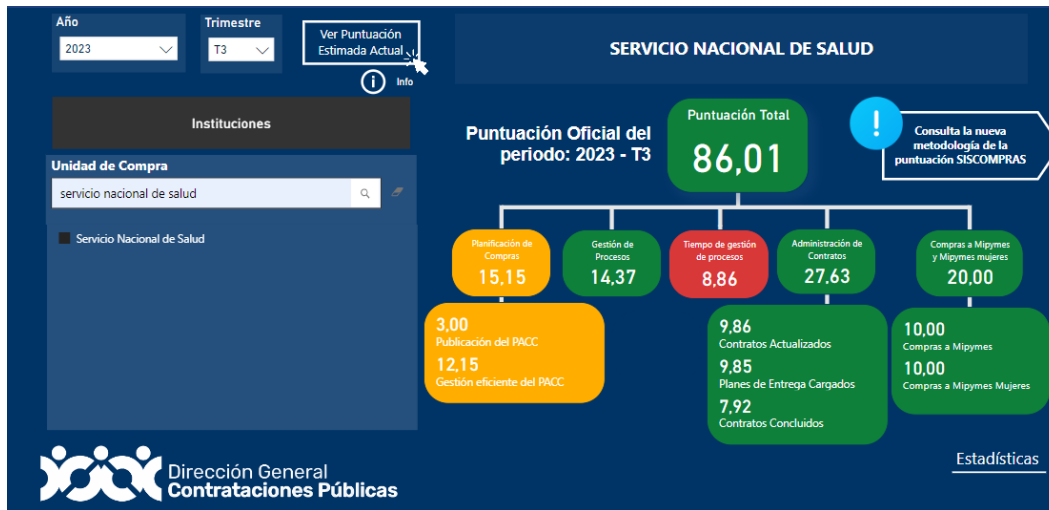 Año
Trimestre
2023
T3
Ver Puntuación
Estimada Actual
Info
SERVICIO NACIONAL DE SALUD
Instituciones
Unidad de Compra
servicio nacional de salud
Servicio Nacional de Salud
Puntuación Oficial del
periodo: 2023 - T3
Puntuación Total
86,01
!
Consulta la nueva
metodología de la
puntuación SISCOMPRAS
Planificación de
Compras
15,15
Gestión de
Procesos
14,37
Tiempo de gestión
de procesos
8,86
Administración de
Contratos
27,63
Compras a Mipymes
y Mipymes mujeres
20,00
3,00
Publicación del PACC
12,15
Gestión eficiente del PACC
9,86
Contratos Actualizados
9,85
Planes de Entrega Cargados
7,92
Contratos Concluidos
10,00
Compras a Mipymes
10,00
Compras a Mipymes Mujeres
Dirección General
Contrataciones Públicas
Estadísticas